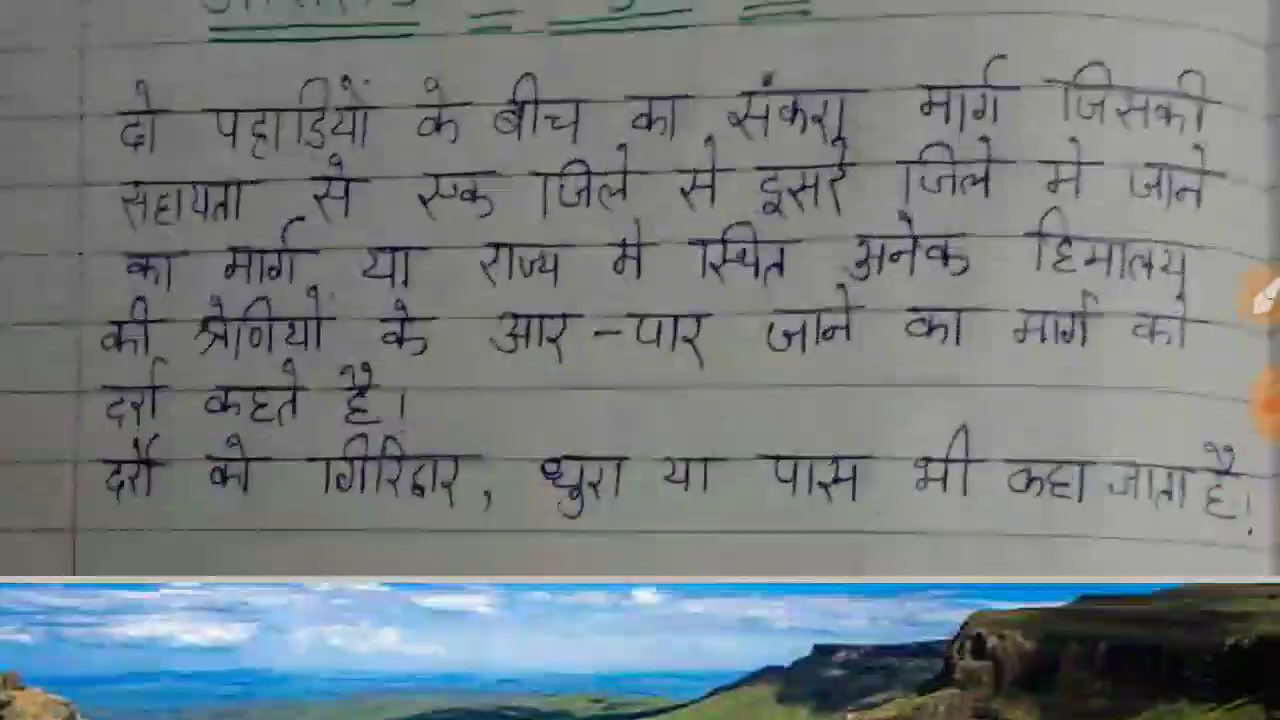 दो पहाडियों के बीच का संकरा मार्ग जिसकी
सहायता से एक जिले से दूसरे जिले मे जाने
का मार्ग या राज्य मे स्थित अनेक हिमालय
की श्रेणियों के आर-पार जाने का मार्ग को
दर्रा कहते है।
दर्रो को गिरिद्वार, धुरा या पास भी कहा जाता है।